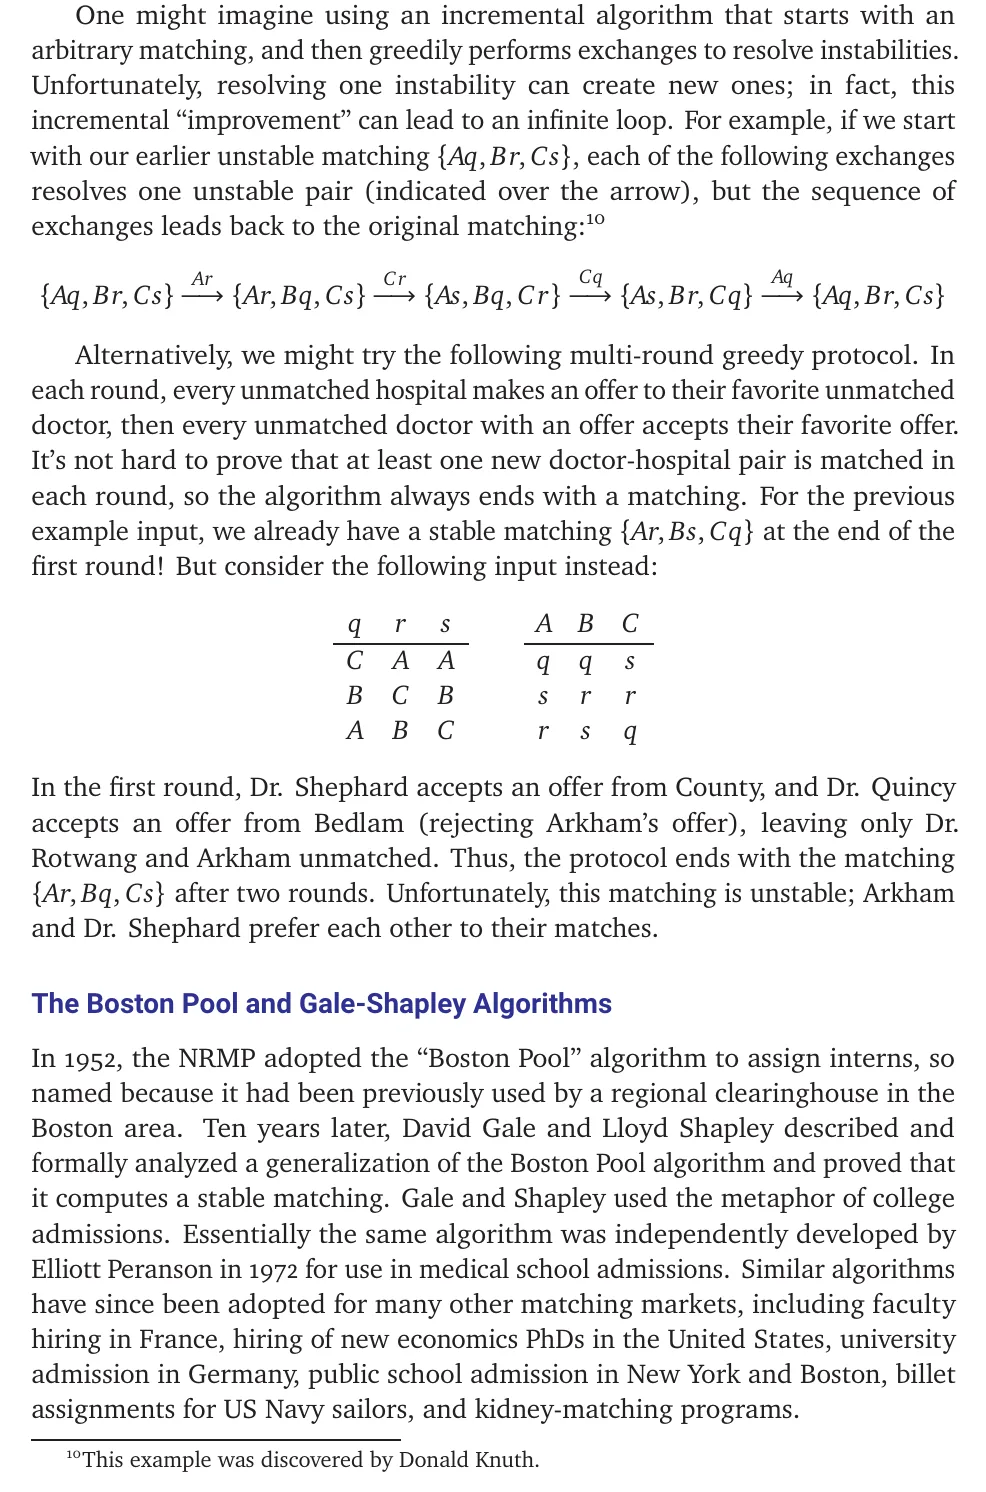 One might imagine using an incremental algorithm that starts with an
arbitrary matching, and then greedily performs exchanges to resolve instabilities.
Unfortunately, resolving one instability can create new ones; in fact, this
incremental “improvement” can lead to an infinite loop. For example, if we start
with our earlier unstable matching {Aq, Br, Cs}, each of the following exchanges
resolves one unstable pair (indicated over the arrow), but the sequence of
exchanges leads back to the original matching:¹⁰
{Aq, Br, Cs} —Ar→ {Ar, Bq, Cs} —Cr→ {As, Bq, Cr} —Cq→ {As, Br, Cq} —Aq→ {Aq, Br, Cs}
Alternatively, we might try the following multi-round greedy protocol. In
each round, every unmatched hospital makes an offer to their favorite unmatched
doctor, then every unmatched doctor with an offer accepts their favorite offer.
It’s not hard to prove that at least one new doctor-hospital pair is matched in
each round, so the algorithm always ends with a matching. For the previous
example input, we already have a stable matching {Ar, Bs, Cq} at the end of the
first round! But consider the following input instead:
q r s A B C
C A A q q s
B C B s r r
A B C r s q
In the first round, Dr. Shephard accepts an offer from County, and Dr. Quincy
accepts an offer from Bedlam (rejecting Arkham’s offer), leaving only Dr.
Rotwang and Arkham unmatched. Thus, the protocol ends with the matching
{Ar, Bq, Cs} after two rounds. Unfortunately, this matching is unstable; Arkham
and Dr. Shephard prefer each other to their matches.
The Boston Pool and Gale-Shapley Algorithms
In 1952, the NRMP adopted the “Boston Pool” algorithm to assign interns, so
named because it had been previously used by a regional clearinghouse in the
Boston area. Ten years later, David Gale and Lloyd Shapley described and
formally analyzed a generalization of the Boston Pool algorithm and proved that
it computes a stable matching. Gale and Shapley used the metaphor of college
admissions. Essentially the same algorithm was independently developed by
Elliott Peranson in 1972 for use in medical school admissions. Similar algorithms
have since been adopted for many other matching markets, including faculty
hiring in France, hiring of new economics PhDs in the United States, university
admission in Germany, public school admission in New York and Boston, billet
assignments for US Navy sailors, and kidney-matching programs.
¹⁰This example was discovered by Donald Knuth.